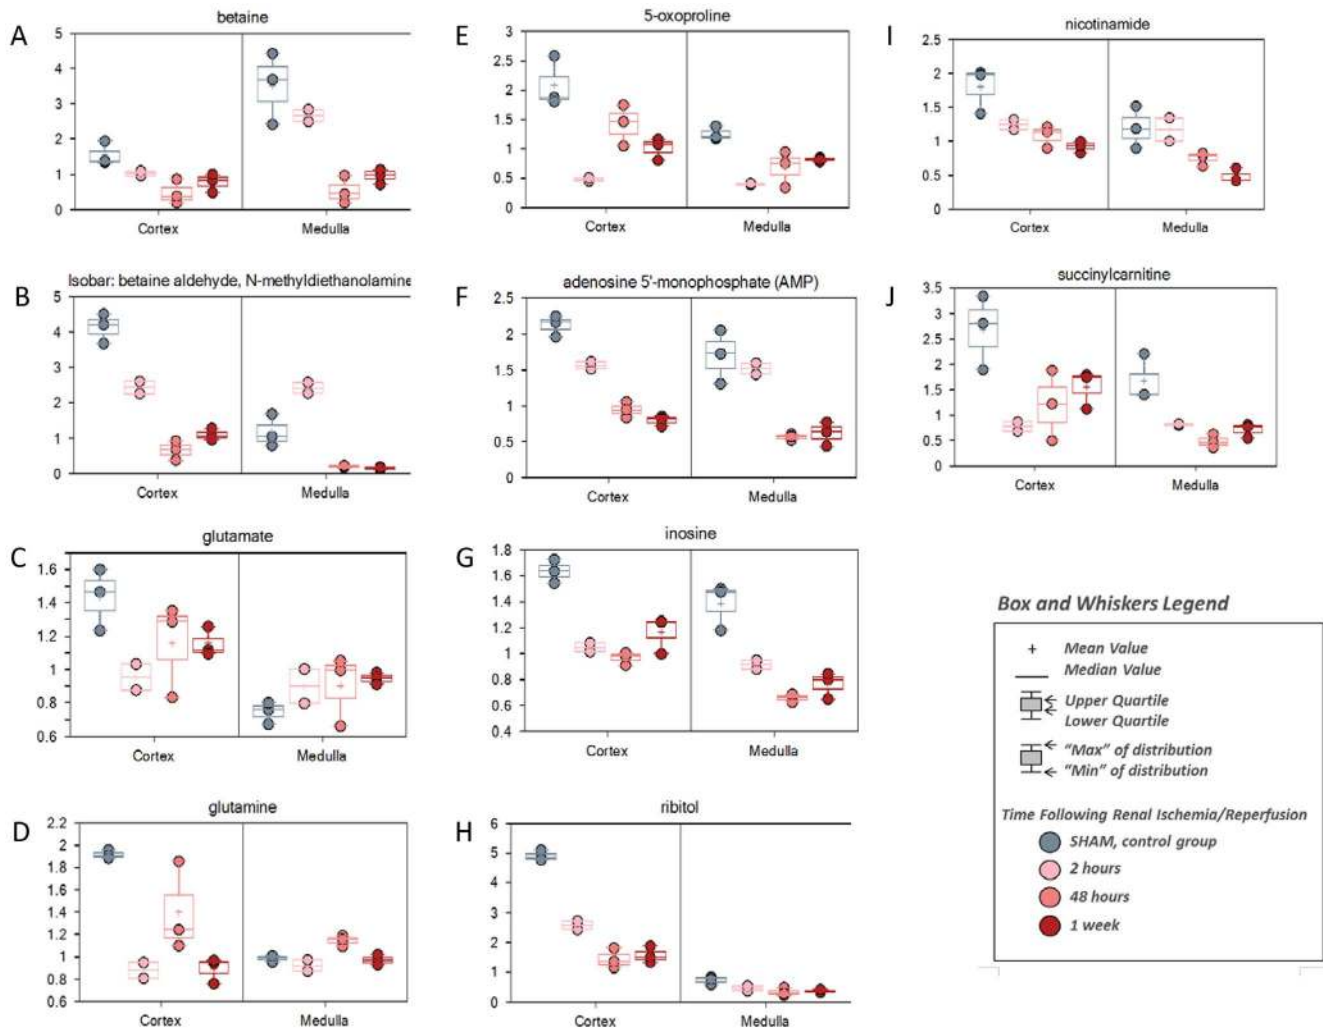 A
betaine
5
4
3
2
1
0
Cortex
Medulla
B
Isobar: betaine aldehyde, N-methyldiethanolamine
5
4
3
2
1
0
Cortex
Medulla
C
glutamate
1.6
1.4
1.2
1
0.8
0.6
Cortex
Medulla
D
glutamine
2.2
2
1.8
1.6
1.4
1.2
1
0.8
0.6
Cortex
Medulla
E
5-oxoproline
3
2.5
2
1.5
1
0.5
0
Cortex
Medulla
F
adenosine 5'-monophosphate (AMP)
2.5
2
1.5
1
0.5
0
Cortex
Medulla
G
inosine
1.8
1.6
1.4
1.2
1.0
0.8
0.6
0.4
Cortex
Medulla
H
ribitol
6
5
4
3
2
1
0
Cortex
Medulla
I
nicotinamide
2.5
2
1.5
1
0.5
0
Cortex
Medulla
J
succinylcarnitine
3.5
3
2.5
2
1.5
1
0.5
0
Cortex
Medulla
Box and Whiskers Legend
+ Mean Value
Median Value
Upper Quartile
Lower Quartile
“Max” of distribution
“Min” of distribution
Time Following Renal Ischemia/Reperfusion
SHAM, control group
2 hours
48 hours
1 week